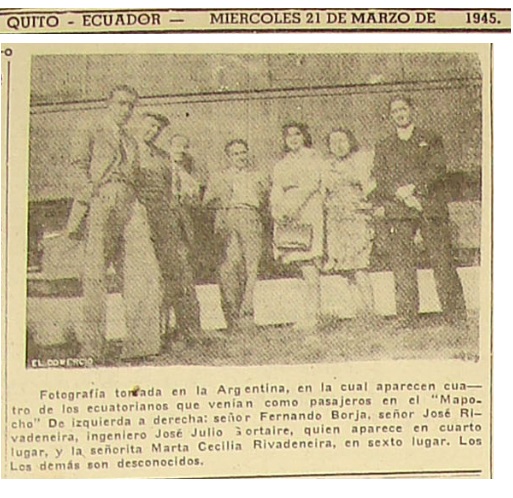 QUITO - ECUADOR — MIERCOLES 21 DE MARZO DE 1945.
EL COMERCIO
Fotografía tomada en la Argentina, en la cual aparecen cua—
tro de los ecuatorianos que venían como pasajeros en el "Mapo-
cho" De izquierda a derecha: señor Fernando Borja, señor José Ri-
vadeneira, ingeniero José Julio Gortaire, quien aparece en cuarto
lugar, y la señorita Marta Cecilia Rivadeneira, en sexto lugar. Los
Los demás son desconocidos.